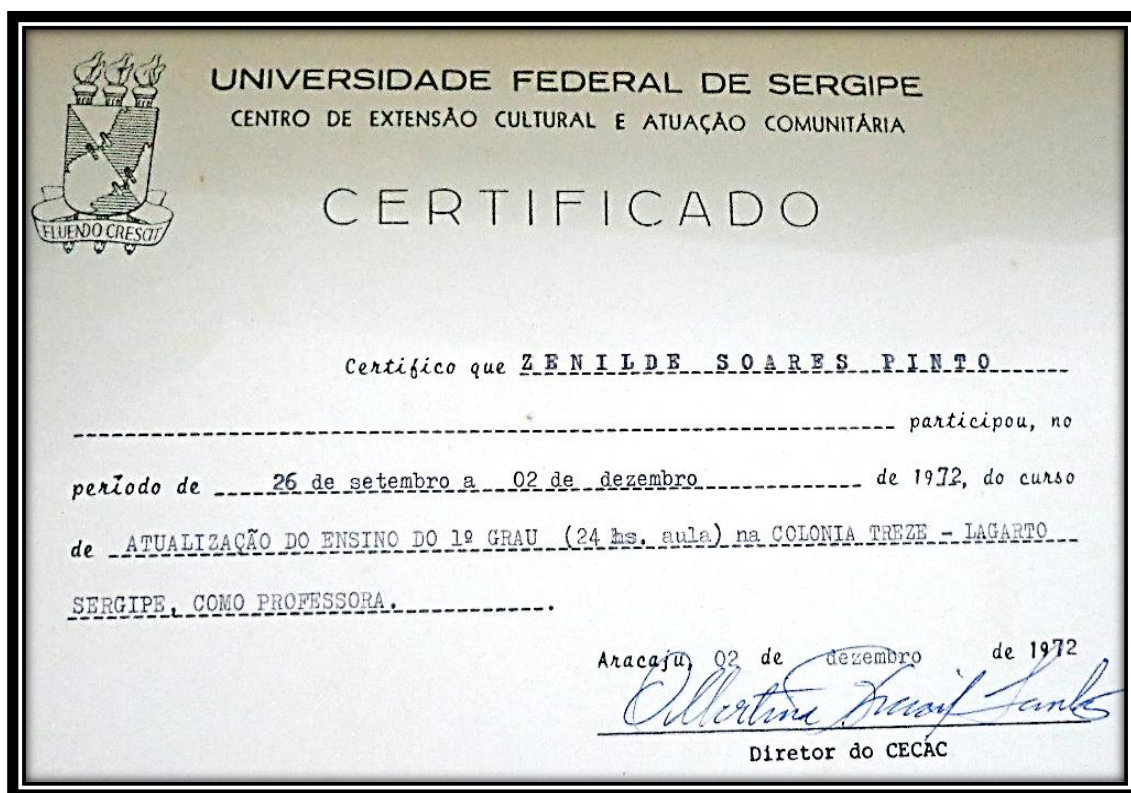 UNIVERSIDADE FEDERAL DE SERGIPE
CENTRO DE EXTENSÃO CULTURAL E ATUAÇÃO COMUNITÁRIA
CERTIFICADO
FLUENDO CRESCIT
Certifico que ZENILDE SOARES PINTO
participou, no
período de 26 de setembro a 02 de dezembro de 1972, do curso
de ATUALIZAÇÃO DO ENSINO DO 1º GRAU (24 hs. aula) na COLONIA TREZE - LAGARTO
SERGIPE, COMO PROFESSORA.
Aracaju, 02 de dezembro de 1972
Santos
Diretor do CECAC